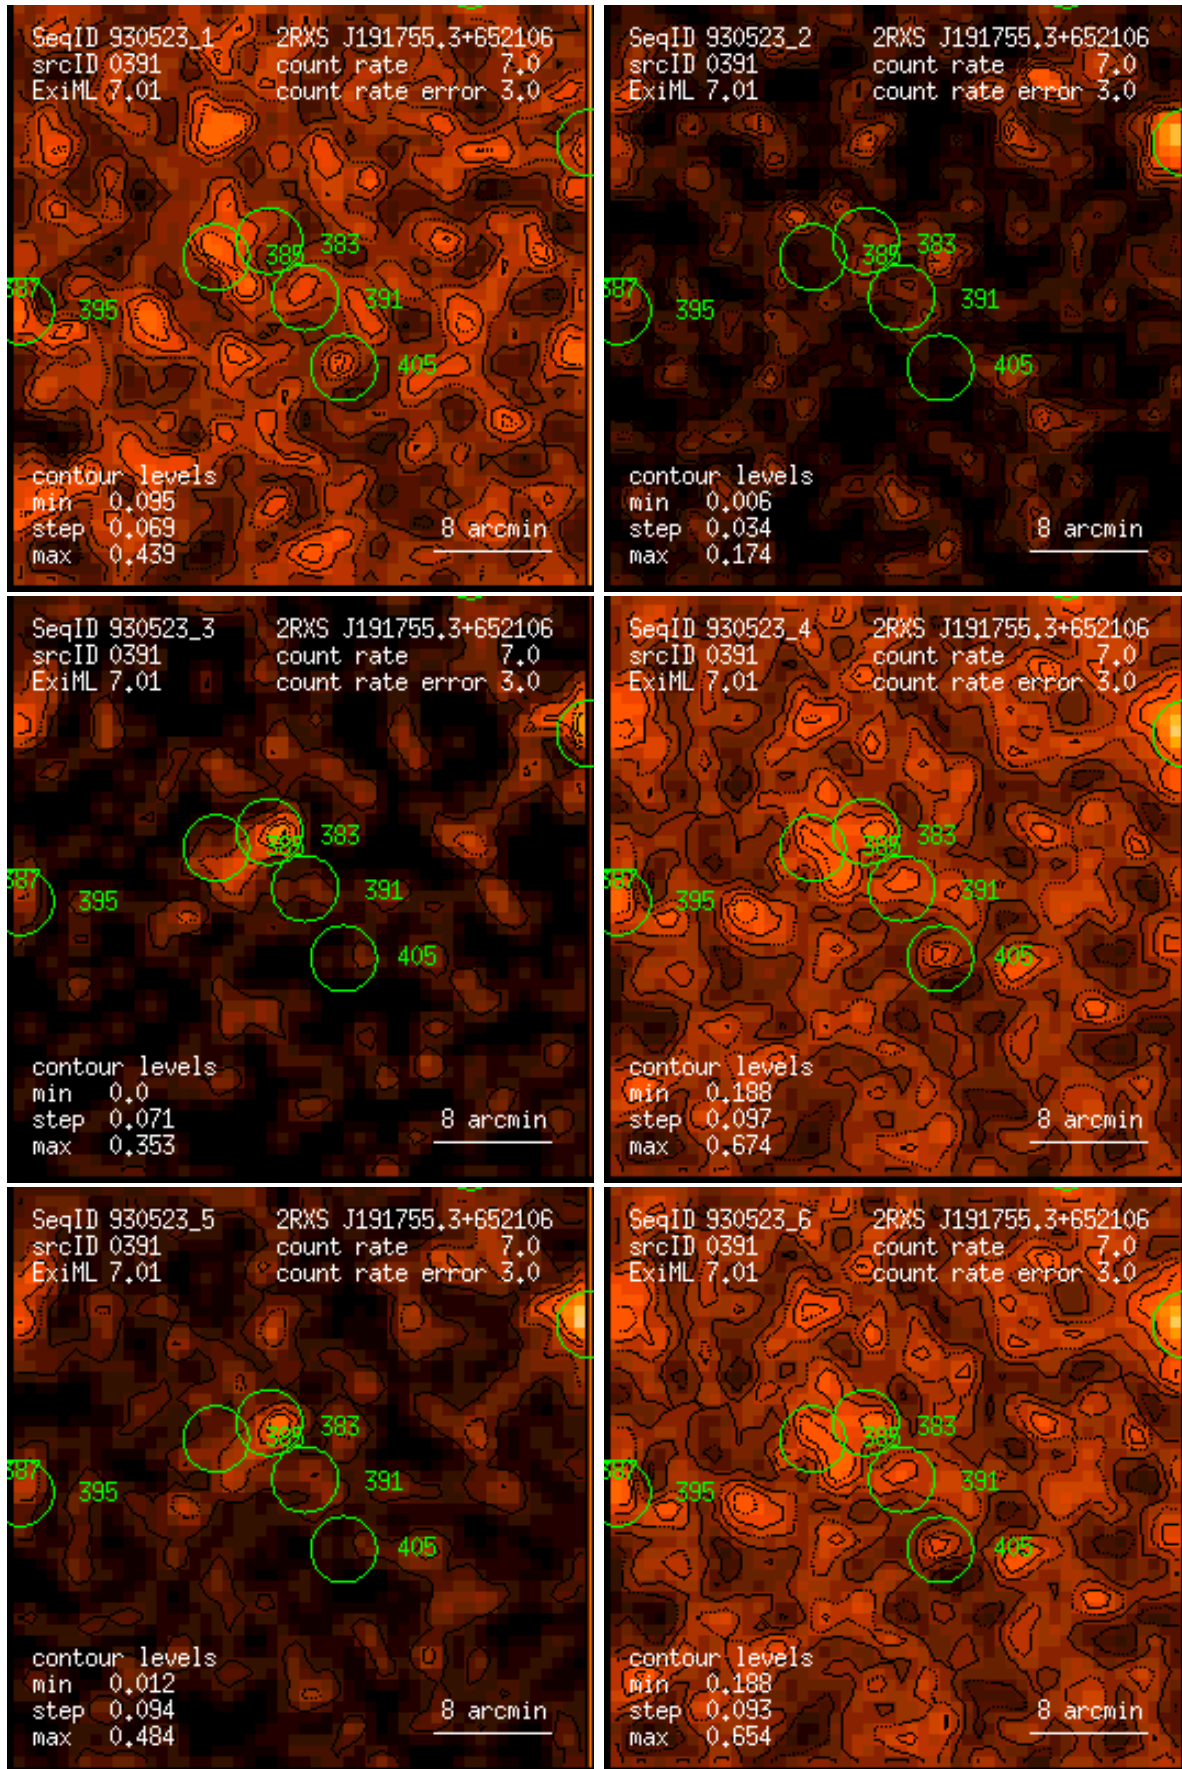 SeqID 930523_1 2RXS J191755.3+652106
srcID 0391 count rate 7.0
ExiML 7.01 count rate error 3.0
383
385
387
391
395
405
contour levels
min 0.095
step 0.069
max 0.439
8 arcmin
SeqID 930523_2 2RXS J191755.3+652106
srcID 0391 count rate 7.0
ExiML 7.01 count rate error 3.0
383
387
391
395
405
contour levels
min 0.006
step 0.034
max 0.174
8 arcmin
SeqID 930523_3 2RXS J191755.3+652106
srcID 0391 count rate 7.0
ExiML 7.01 count rate error 3.0
383
387
391
395
405
contour levels
min 0.0
step 0.071
max 0.353
8 arcmin
SeqID 930523_4 2RXS J191755.3+652106
srcID 0391 count rate 7.0
ExiML 7.01 count rate error 3.0
383
387
391
395
405
contour levels
min 0.188
step 0.097
max 0.674
8 arcmin
SeqID 930523_5 2RXS J191755.3+652106
srcID 0391 count rate 7.0
ExiML 7.01 count rate error 3.0
383
387
391
395
405
contour levels
min 0.012
step 0.094
max 0.484
8 arcmin
SeqID 930523_6 2RXS J191755.3+652106
srcID 0391 count rate 7.0
ExiML 7.01 count rate error 3.0
383
387
391
395
405
contour levels
min 0.188
step 0.093
max 0.654
8 arcmin